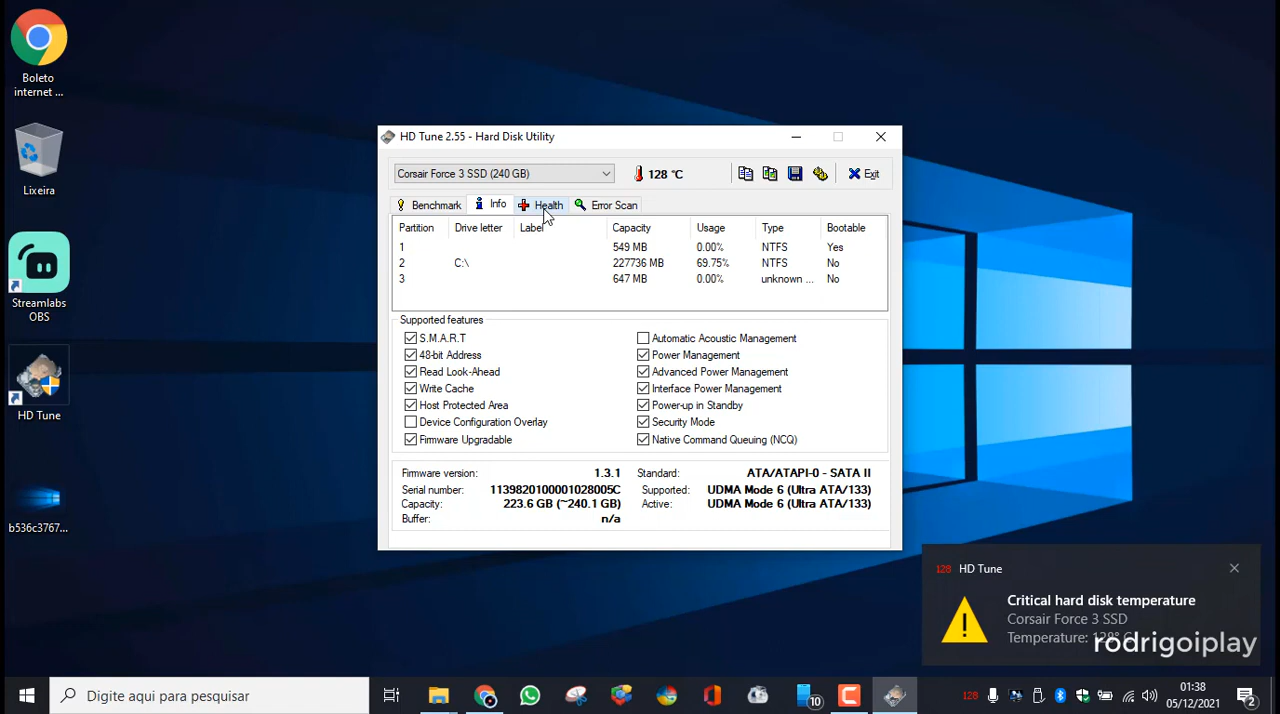 Boleto
internet ...
Lixeira
Streamlabs
OBS
HD Tune
b536c3767...
HD Tune 2.55 - Hard Disk Utility
Corsair Force 3 SSD (240 GB)
128 °C
Exit
Benchmark Info Health Error Scan
Partition Drive letter Label Capacity Usage Type Bootable
1 549 MB 0.00% NTFS Yes
2 C:\ 227736 MB 69.75% NTFS No
3 647 MB 0.00% unknown ... No
Supported features
S.M.A.R.T Automatic Acoustic Management
48-bit Address Power Management
Read Look-Ahead Advanced Power Management
Write Cache Interface Power Management
Host Protected Area Power-up in Standby
Device Configuration Overlay Security Mode
Firmware Upgradable Native Command Queuing (NCQ)
Firmware version: 1.3.1 Standard: ATA/ATAPI-0 - SATA II
Serial number: 1139820100001028005C Supported: UDMA Mode 6 (Ultra ATA/133)
Capacity: 223.6 GB (~240.1 GB) Active: UDMA Mode 6 (Ultra ATA/133)
Buffer: n/a
128 HD Tune
Critical hard disk temperature
Corsair Force 3 SSD
Temperature: 128° C
rodrigoiplay
Digite aqui para pesquisar
10
128
01:38
05/12/2021
2